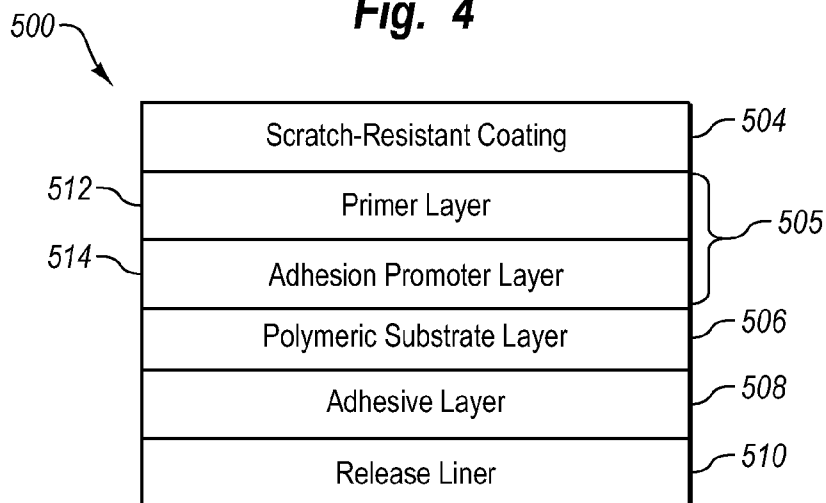 Fig. 4
500
Scratch-Resistant Coating
504
512
Primer Layer
505
514
Adhesion Promoter Layer
Polymeric Substrate Layer
506
Adhesive Layer
508
Release Liner
510